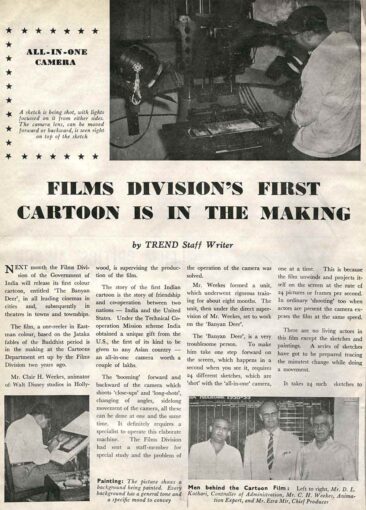 ALL-IN-ONE
CAMERA
A sketch is being shot, with lights
focussed on it from either sides.
The camera lens, can be moved
forward or backward, is seen right
on top of the sketch
FILMS DIVISION'S FIRST
CARTOON IS IN THE MAKING
by TREND Staff Writer
NEXT month the Films Divi-
sion of the Government of
India will release its first colour
cartoon, entitled 'The Banyan
Deer', in all leading cinemas in
cities and, subsequently in
theatres in towns and townships.
The film, a one-reeler in East-
man colour, based on the Jataka
fables of the Buddhist period is
in the making at the Cartoons
Department set up by the Films
Division two years ago.
Mr. Clair H. Weekes, animator
of Walt Disney studios in Holly-
wood, is supervising the produc-
tion of the film.
The story of the first Indian
cartoon is the story of friendship
and co-operation between two
nations — India and the United
States. Under the Technical Co-
operation Mission scheme India
obtained a unique gift from the
U.S., the first of its kind to be
given to any Asian country —
an all-in-one camera worth a
couple of lakhs.
The 'booming' forward and
backward of the camera which
shoots 'close-ups' and 'long-shots',
changing of angles, sidelong
movement of the camera, all these
can be done at one and the same
time. It definitely requires a
specialist to operate this elaborate
machine. The Films Division
had sent a staff-member for
special study and the problem of
Painting: The picture shows a
background being painted. Every
background has a general tone and
a specific mood to convey
the operation of the camera was
solved.
Mr. Weekes formed a unit,
which underwent rigorous train-
ing for about eight months. The
unit, then under the direct super-
vision of Mr. Weekes, set to work
on the 'Banyan Deer'.
The 'Banyan Deer', is a very
troublesome person. To make
him take one step forward on
the screen, which happens in a
second when you see it, requires
24 different sketches, which are
'shot' with the 'all-in-one' camera,
one at a time. This is because
the film unwinds and projects it-
self on the screen at the rate of
24 pictures or frames per second.
In ordinary 'shooting' too when
actors are present the camera ex-
poses the film at the same speed.
There are no living actors in
this film except the sketches and
paintings. A series of sketches
have got to be prepared tracing
the minutest change while doing
a movement.
It takes 24 such sketches to
Men behind the Cartoon Film: Left to right, Mr. D. L.
Kothari, Controller of Administration, Mr. C. H. Weekes, Anima-
tion Expert, and Mr. Ezra Mir, Chief Producer